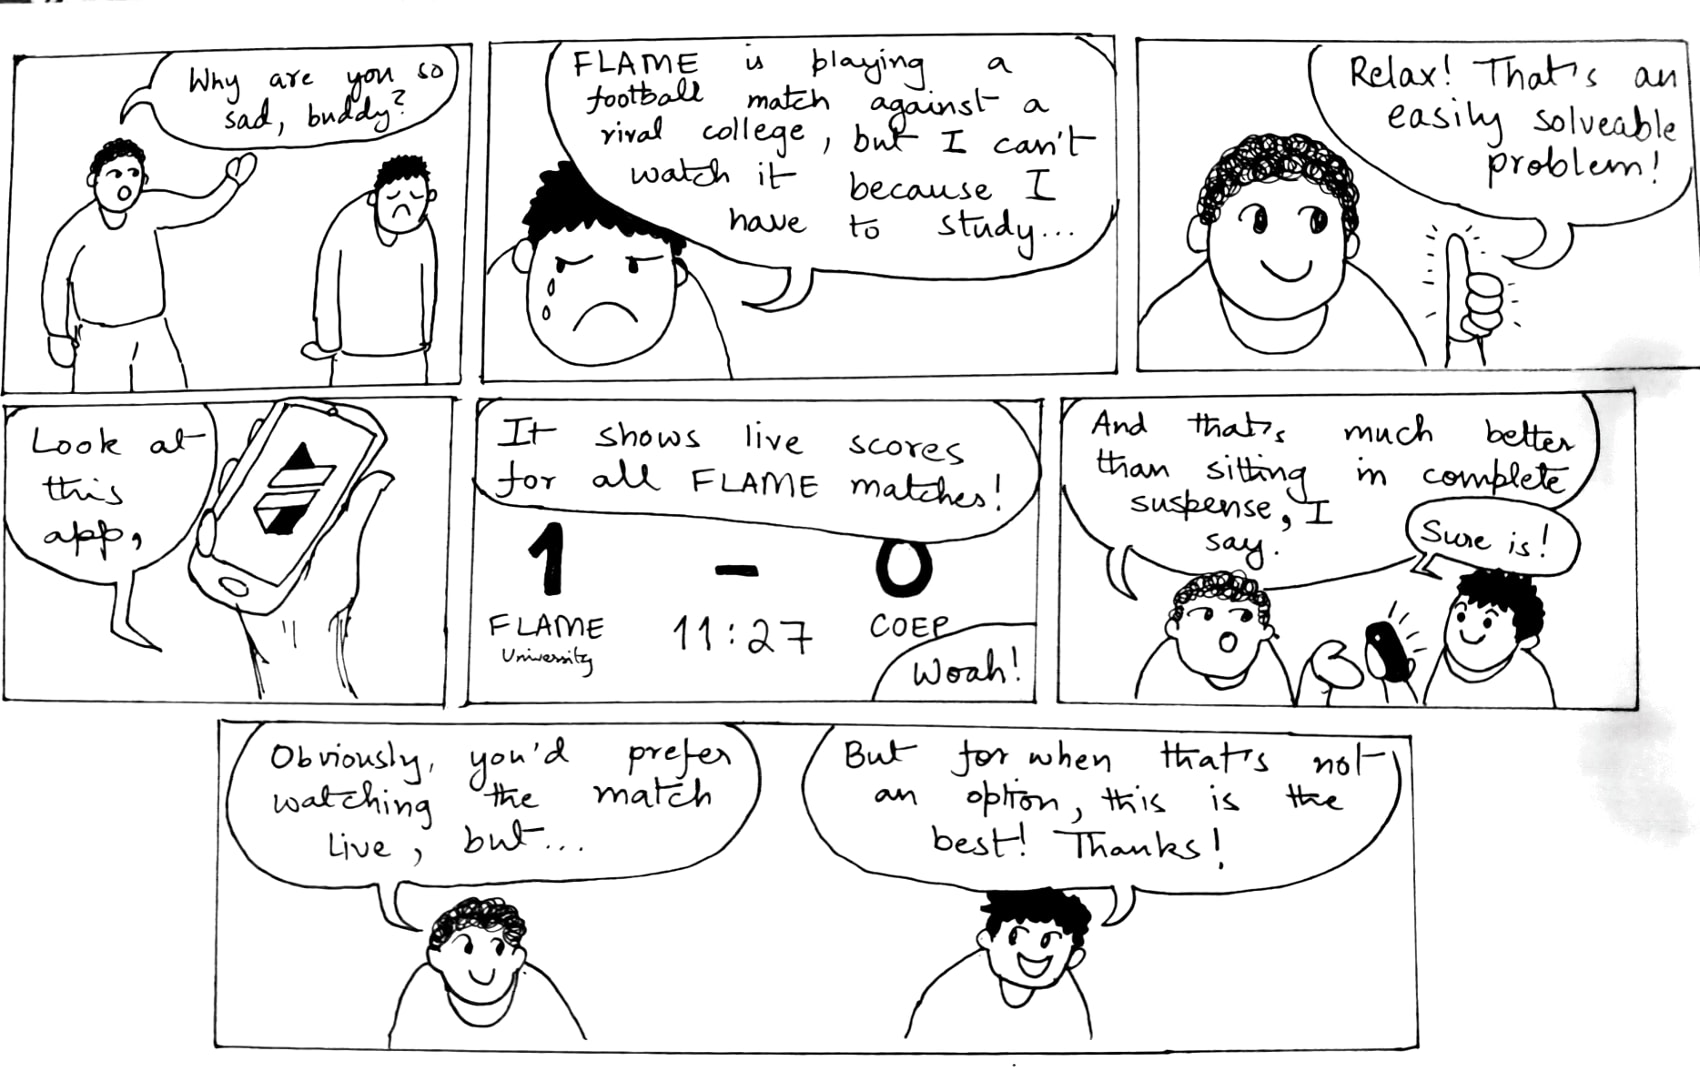 Why are you so
sad, buddy?
FLAME is playing a
football match against a
rival college, but I can't
watch it because I
have to study...
Relax! That's an
easily solveable
problem!
Look at
this
app,
It shows live scores
for all FLAME matches!
1 - 0
FLAME 11:27 COEP
University
Woah!
And that's much better
than sitting in complete
suspense, I
say.
Sure is!
Obviously, you'd prefer
watching the match
live, but...
But for when that's not
an option, this is the
best! Thanks!